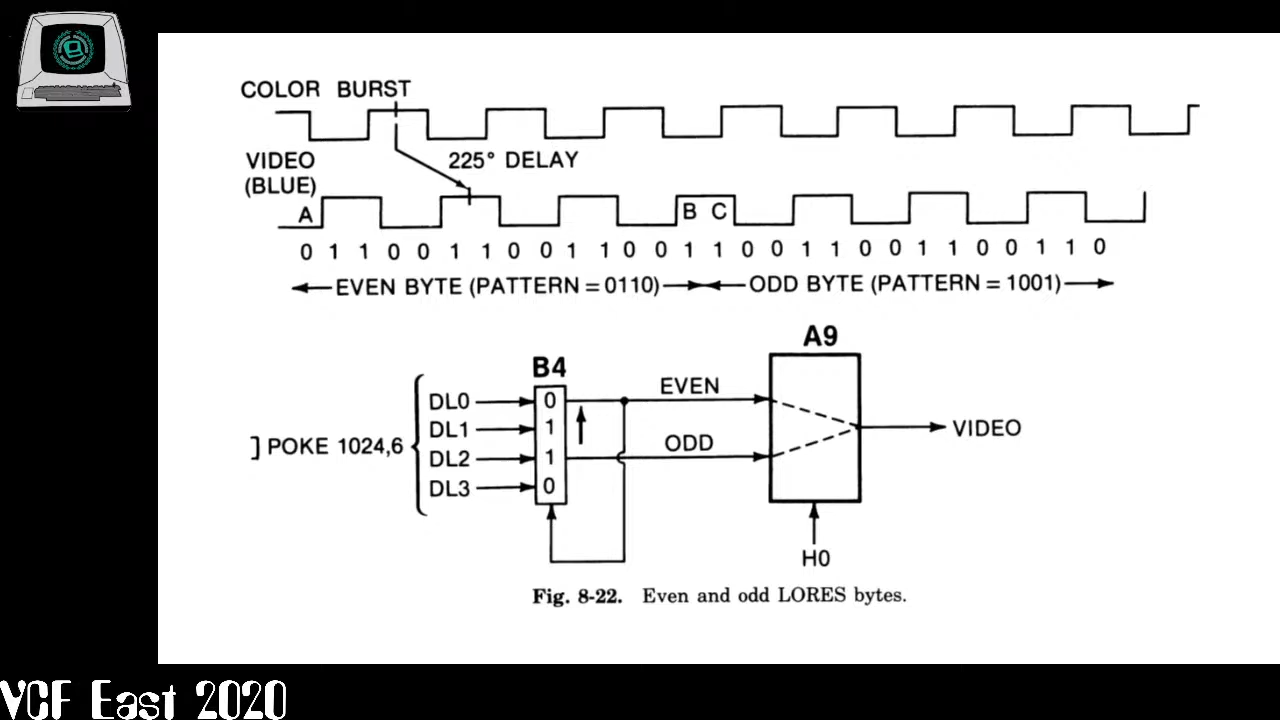 COLOR BURST
VIDEO
(BLUE)
225° DELAY
A
B C
0 1 1 0 0 1 1 0 0 1 1 0 0 1 1 0 0 1 1 0 0 1 1 0 0 1 1 0
EVEN BYTE (PATTERN = 0110)
ODD BYTE (PATTERN = 1001)
A9
B4
DL0
0
EVEN
DL1
1
]POKE 1024,6
DL2
1
ODD
VIDEO
DL3
0
H0
Fig. 8-22. Even and odd LORES bytes.
VCF East 2020